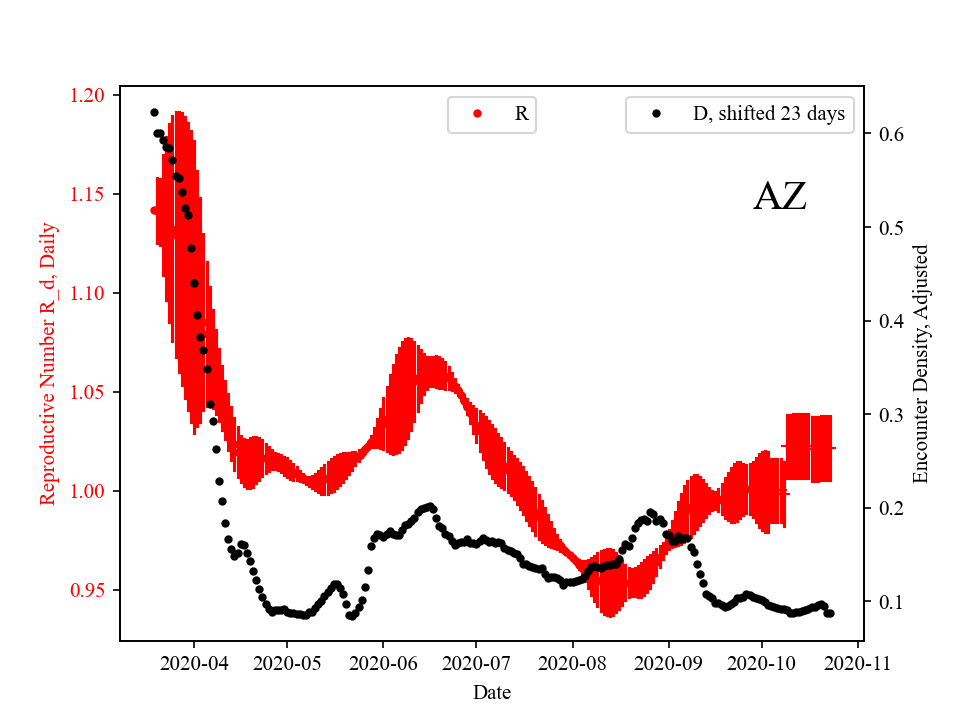 R
D, shifted 23 days
AZ
Reproductive Number R_d, Daily
1.20
1.15
1.10
1.05
1.00
0.95
0.6
0.5
0.4
0.3
0.2
0.1
Encounter Density, Adjusted
2020-04 2020-05 2020-06 2020-07 2020-08 2020-09 2020-10 2020-11
Date